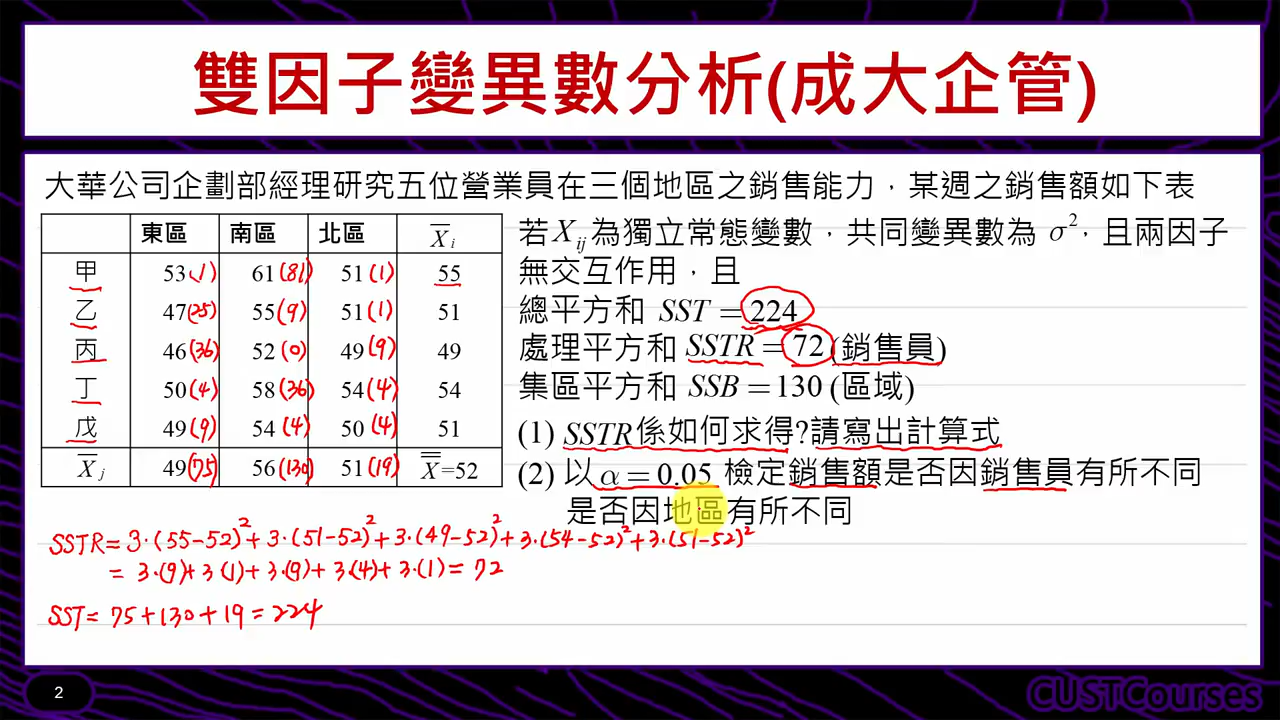 雙因子變異數分析(成大企管)
大華公司企劃部經理研究五位營業員在三個地區之銷售能力，某週之銷售額如下表
東區 南區 北區 X̄i
甲 53(1) 61(81) 51(1) 55
乙 47(25) 55(9) 51(1) 51
丙 46(36) 52(0) 49(9) 49
丁 50(4) 58(36) 54(4) 54
戊 49(9) 54(4) 50(4) 51
X̄j 49(75) 56(130) 51(19) X̿=52
若 Xij 為獨立常態變數，共同變異數為 σ²，且兩因子
無交互作用，且
總平方和 SST = 224
處理平方和 SSTR = 72 (銷售員)
集區平方和 SSB = 130 (區域)
(1) SSTR係如何求得?請寫出計算式
(2) 以 α = 0.05 檢定銷售額是否因銷售員有所不同
是否因地區有所不同
SSTR = 3·(55-52)² + 3·(51-52)² + 3·(49-52)² + 3·(54-52)² + 3·(51-52)²
= 3·(9) + 3(1) + 3·(9) + 3·(4) + 3·(1) = 72
SST = 75 + 130 + 19 = 224
2
CUSTCourses